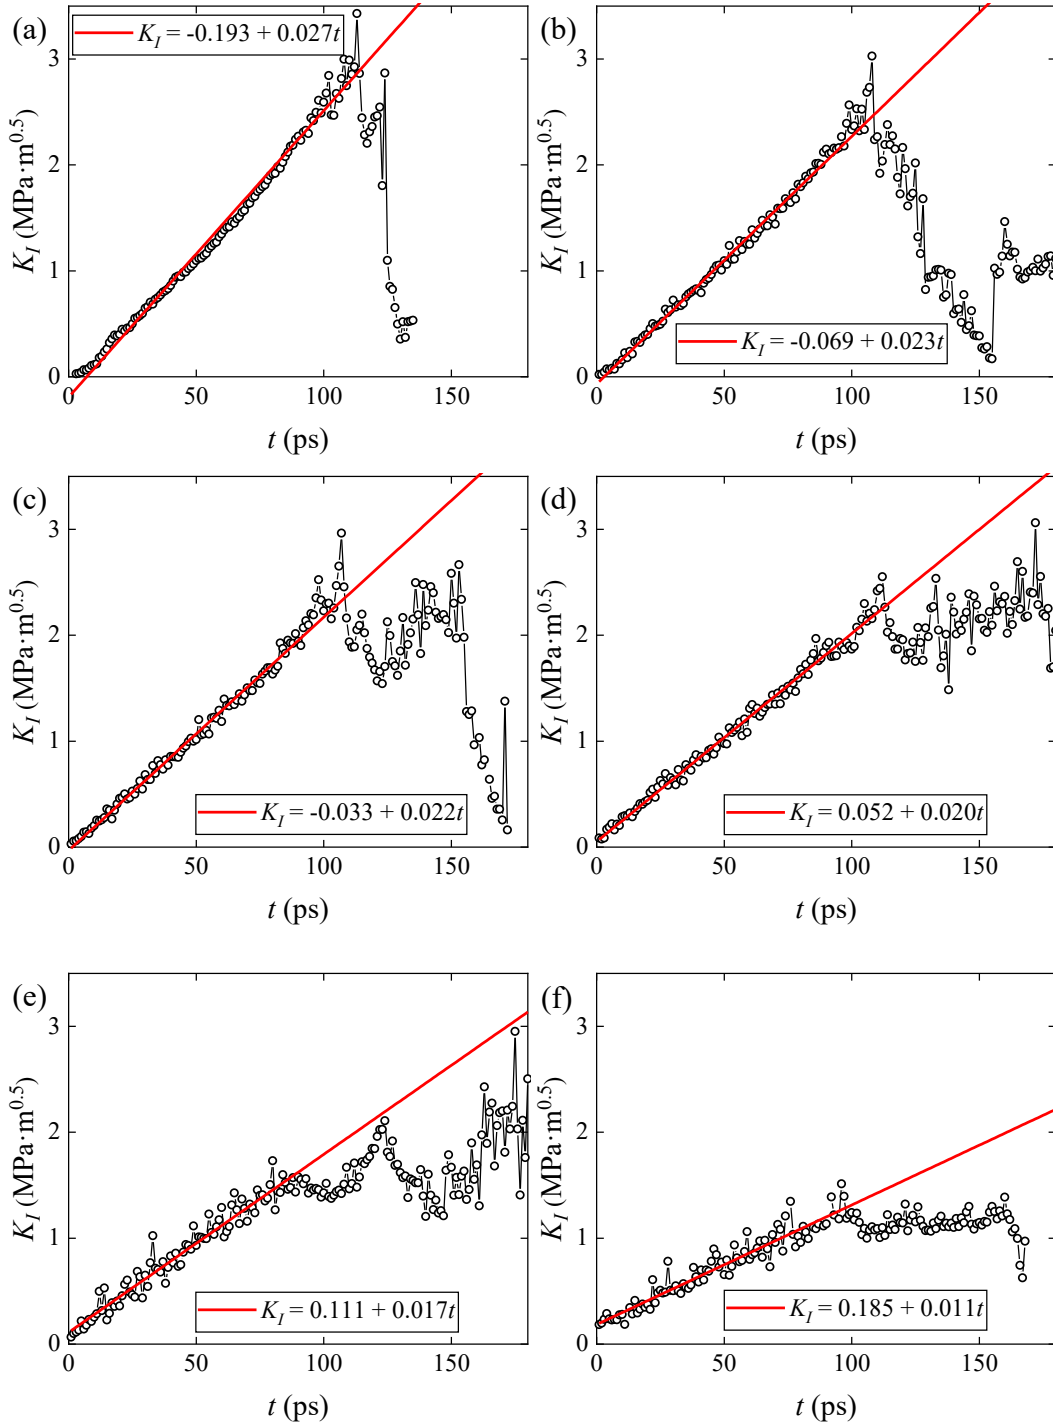 (a)
K_I = -0.193 + 0.027t
3
2
1
0
K_I (MPa·m^0.5)
0 50 100 150
t (ps)
(b)
3
2
1
0
K_I (MPa·m^0.5)
K_I = -0.069 + 0.023t
0 50 100 150
t (ps)
(c)
3
2
1
0
K_I (MPa·m^0.5)
K_I = -0.033 + 0.022t
0 50 100 150
t (ps)
(d)
3
2
1
0
K_I (MPa·m^0.5)
K_I = 0.052 + 0.020t
0 50 100 150
t (ps)
(e)
3
2
1
0
K_I (MPa·m^0.5)
K_I = 0.111 + 0.017t
0 50 100 150
t (ps)
(f)
3
2
1
0
K_I (MPa·m^0.5)
K_I = 0.185 + 0.011t
0 50 100 150
t (ps)